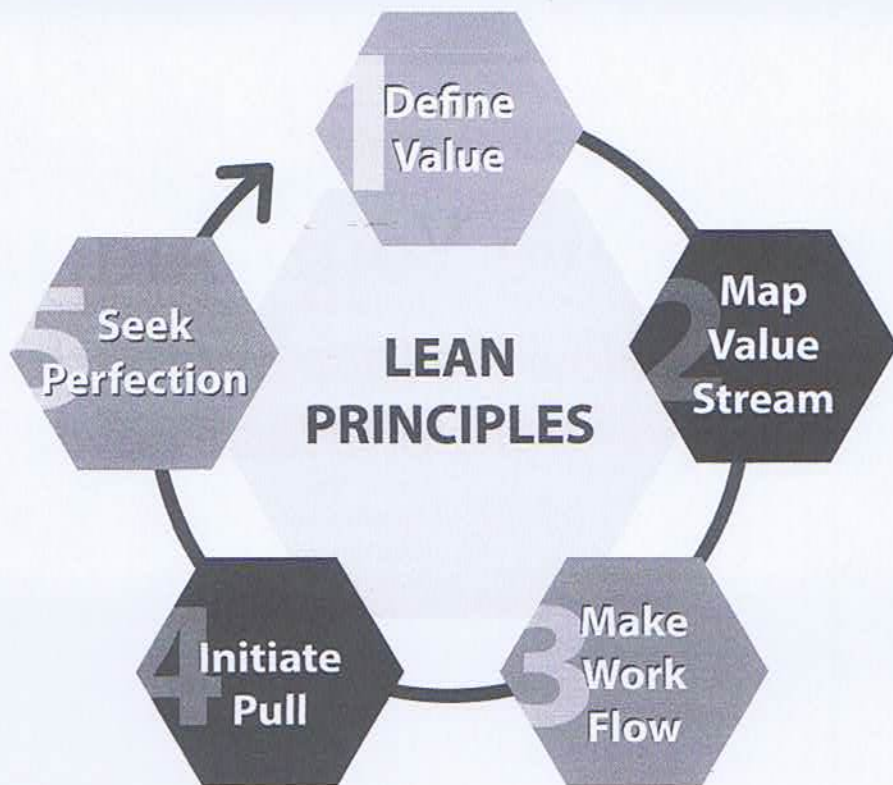 1
Define
Value
2
Map
Value
Stream
3
Make
Work
Flow
4
Initiate
Pull
5
Seek
Perfection
LEAN
PRINCIPLES